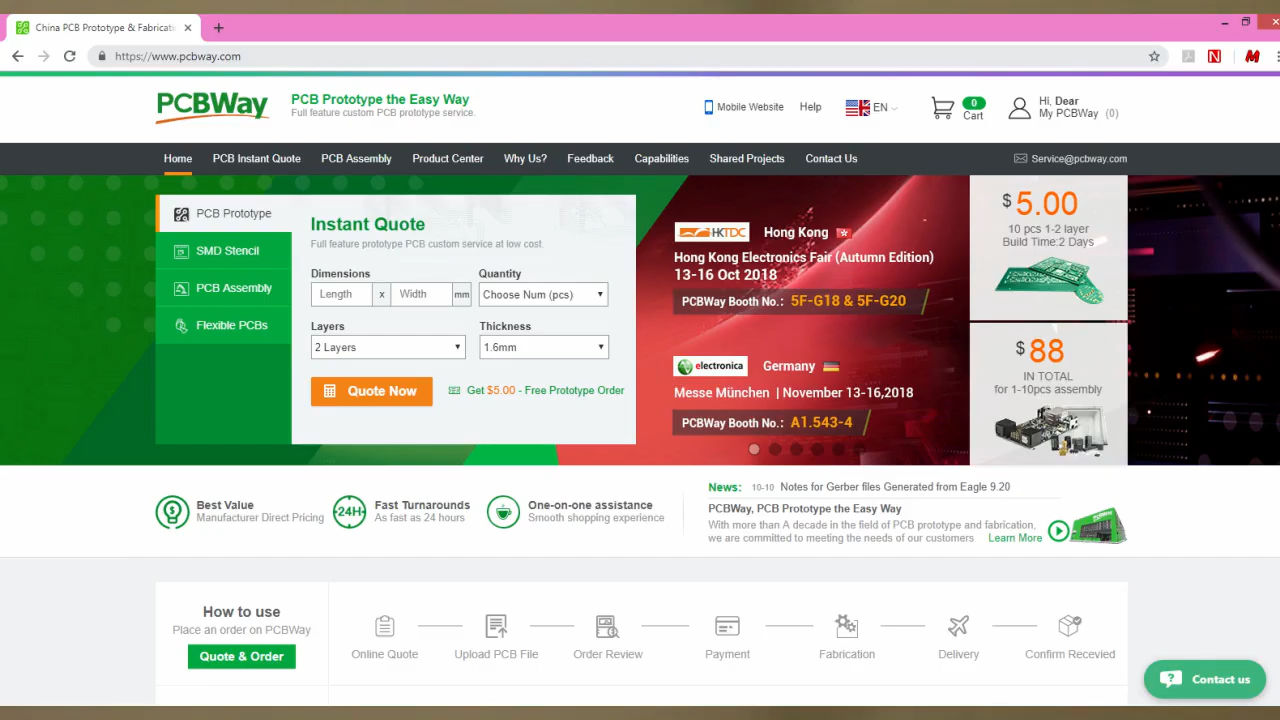 China PCB Prototype & Fabricati
https://www.pcbway.com
PCBWay
PCB Prototype the Easy Way
Full feature custom PCB prototype service.
Mobile Website
Help
EN
0
Cart
Hi, Dear
My PCBWay (0)
Home
PCB Instant Quote
PCB Assembly
Product Center
Why Us?
Feedback
Capabilities
Shared Projects
Contact Us
Service@pcbway.com
PCB Prototype
SMD Stencil
PCB Assembly
Flexible PCBs
Instant Quote
Full feature prototype PCB custom service at low cost.
Dimensions
Quantity
Length x Width mm
Choose Num (pcs)
Layers
Thickness
2 Layers
1.6mm
Quote Now
Get $5.00 - Free Prototype Order
HKTDC
Hong Kong
Hong Kong Electronics Fair (Autumn Edition)
13-16 Oct 2018
PCBWay Booth No.: 5F-G18 & 5F-G20
electronica
Germany
Messe München | November 13-16,2018
PCBWay Booth No.: A1.543-4
$5.00
10 pcs 1-2 layer
Build Time:2 Days
$88
IN TOTAL
for 1-10pcs assembly
Best Value
Manufacturer Direct Pricing
24H
Fast Turnarounds
As fast as 24 hours
One-on-one assistance
Smooth shopping experience
News: 10-10 Notes for Gerber files Generated from Eagle 9.20
PCBWay, PCB Prototype the Easy Way
With more than A decade in the field of PCB prototype and fabrication,
we are committed to meeting the needs of our customers Learn More
How to use
Place an order on PCBWay
Quote & Order
Online Quote
Upload PCB File
Order Review
Payment
Fabrication
Delivery
Confirm Recevied
Contact us